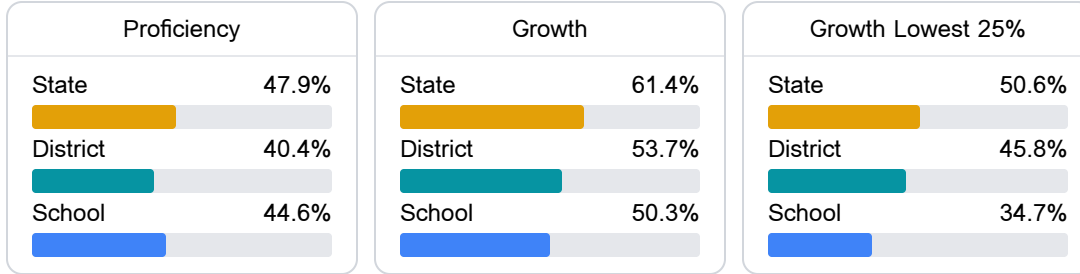 Proficiency
State 47.9%
District 40.4%
School 44.6%
Growth
State 61.4%
District 53.7%
School 50.3%
Growth Lowest 25%
State 50.6%
District 45.8%
School 34.7%